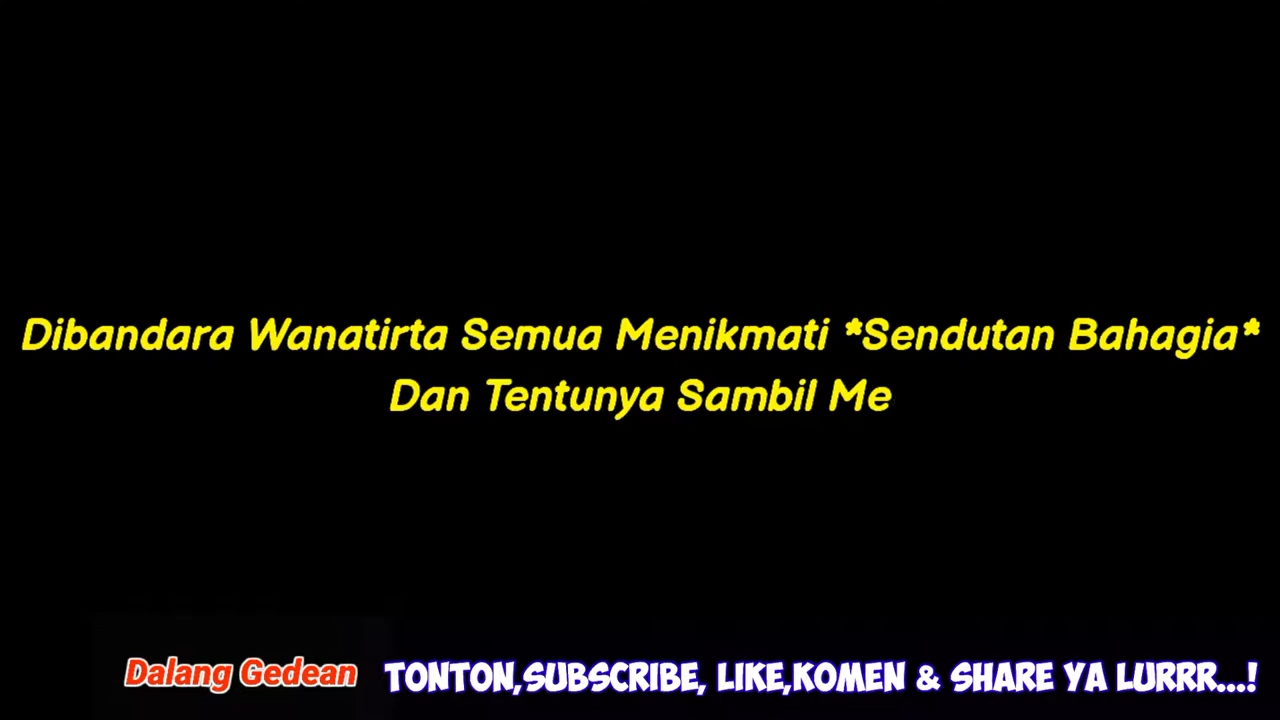 Dibandara Wanatirta Semua Menikmati *Sendutan Bahagia*
Dan Tentunya Sambil Me
Dalang Gedean
TONTON,SUBSCRIBE, LIKE,KOMEN & SHARE YA LURRR...!